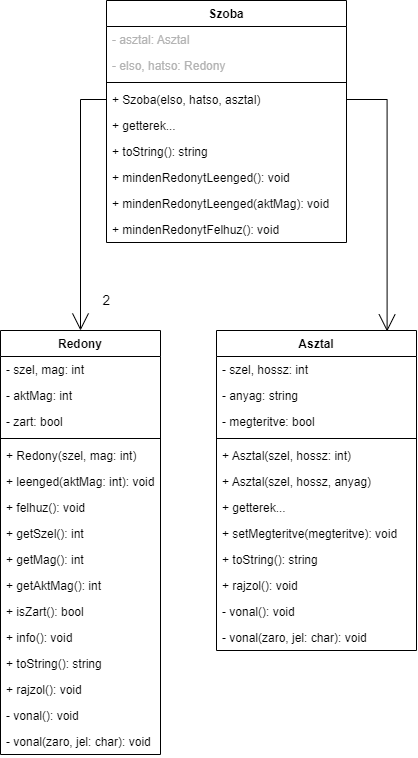 Szoba
- asztal: Asztal
- elso, hatso: Redony
+ Szoba(elso, hatso, asztal)
+ getterek...
+ toString(): string
+ mindenRedonytLeenged(): void
+ mindenRedonytLeenged(aktMag): void
+ mindenRedonytFelhuz(): void
2
Redony
- szel, mag: int
- aktMag: int
- zart: bool
+ Redony(szel, mag: int)
+ leenged(aktMag: int): void
+ felhuz(): void
+ getSzel(): int
+ getMag(): int
+ getAktMag(): int
+ isZart(): bool
+ info(): void
+ toString(): string
+ rajzol(): void
- vonal(): void
- vonal(zaro, jel: char): void
Asztal
- szel, hossz: int
- anyag: string
- megteritve: bool
+ Asztal(szel, hossz: int)
+ Asztal(szel, hossz, anyag)
+ getterek...
+ setMegteritve(megteritve): void
+ toString(): string
+ rajzol(): void
- vonal(): void
- vonal(zaro, jel: char): void